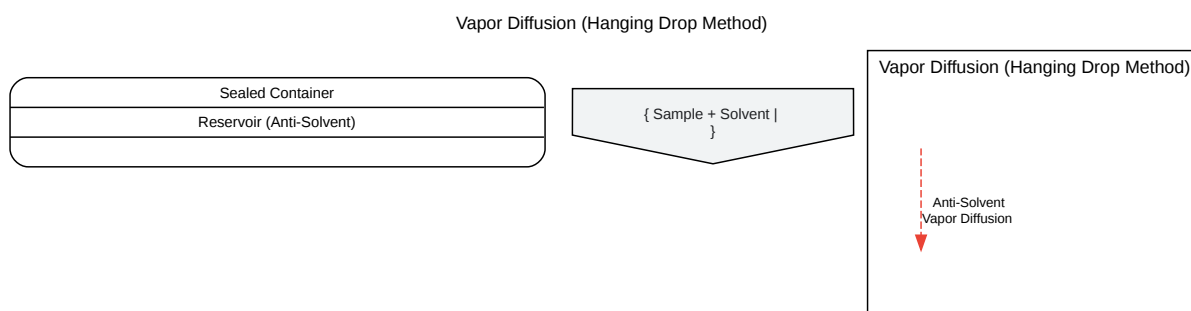 Vapor Diffusion (Hanging Drop Method)
Sealed Container
Reservoir (Anti-Solvent)
{ Sample + Solvent |
}
Vapor Diffusion (Hanging Drop Method)
Anti-Solvent
Vapor Diffusion